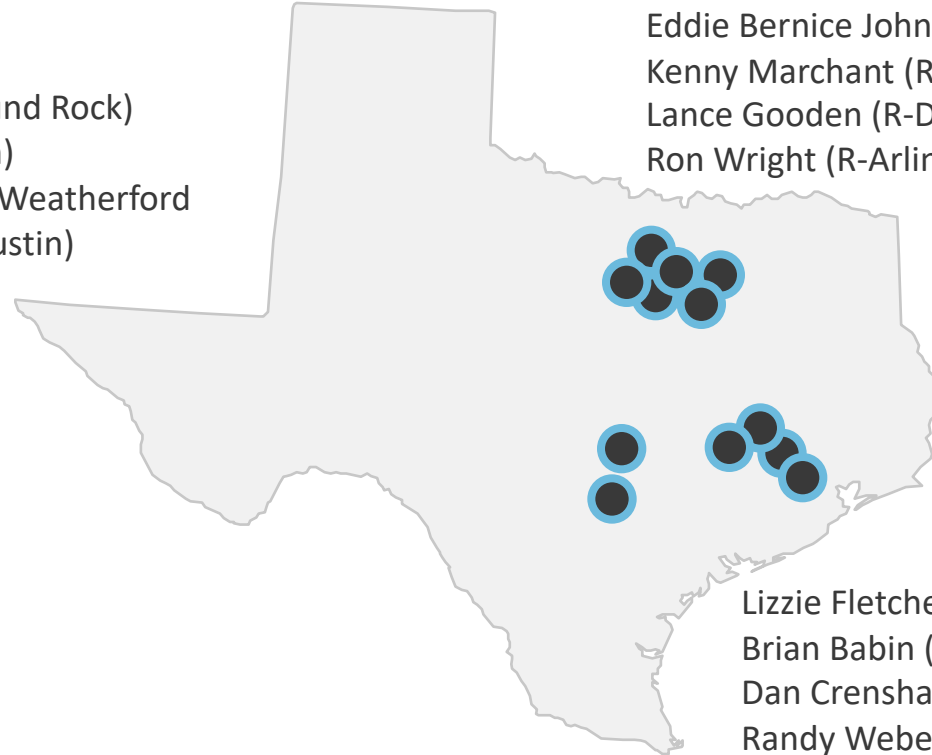 Eddie Bernice John
Kenny Marchant (R
Lance Gooden (R-D
Ron Wright (R-Arlin
und Rock)
)
Weatherford
ustin)
Lizzie Fletche
Brian Babin (
Dan Crensha
Randy Webe